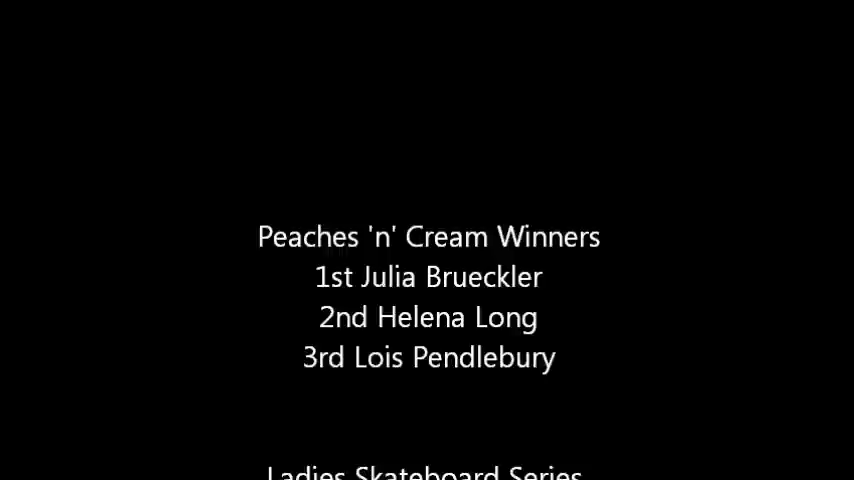 Peaches 'n' Cream Winners
1st Julia Brueckler
2nd Helena Long
3rd Lois Pendlebury
Ladies Skateboard Series